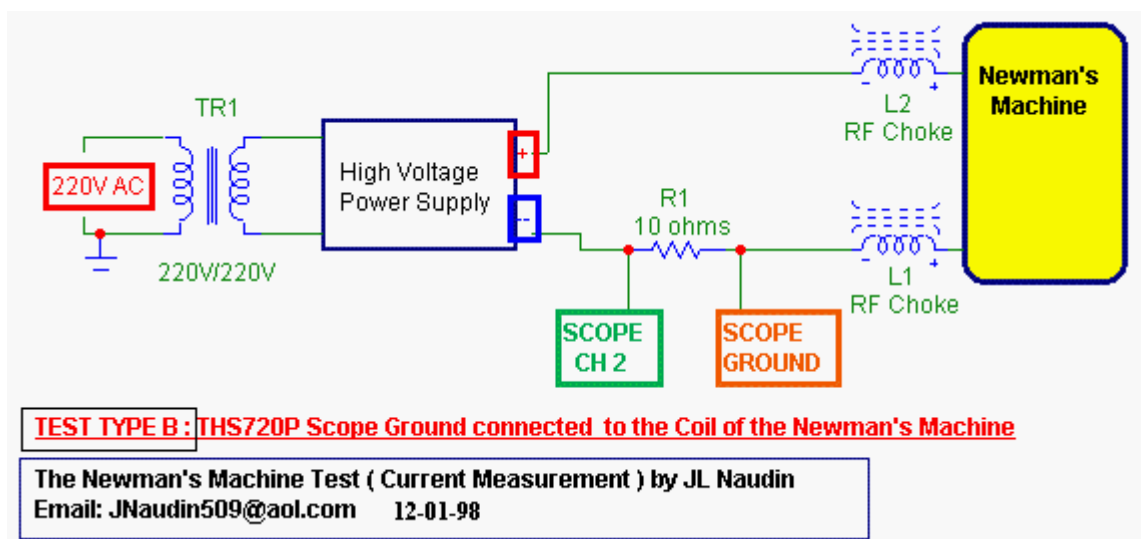 TR1
220V AC
220V/220V
High Voltage
Power Supply
+
--
R1
10 ohms
- +
L2
RF Choke
- +
L1
RF Choke
Newman's
Machine
SCOPE
CH 2
SCOPE
GROUND
TEST TYPE B : THS720P Scope Ground connected to the Coil of the Newman's Machine
The Newman's Machine Test ( Current Measurement ) by JL Naudin
Email: JNaudin509@aol.com 12-01-98